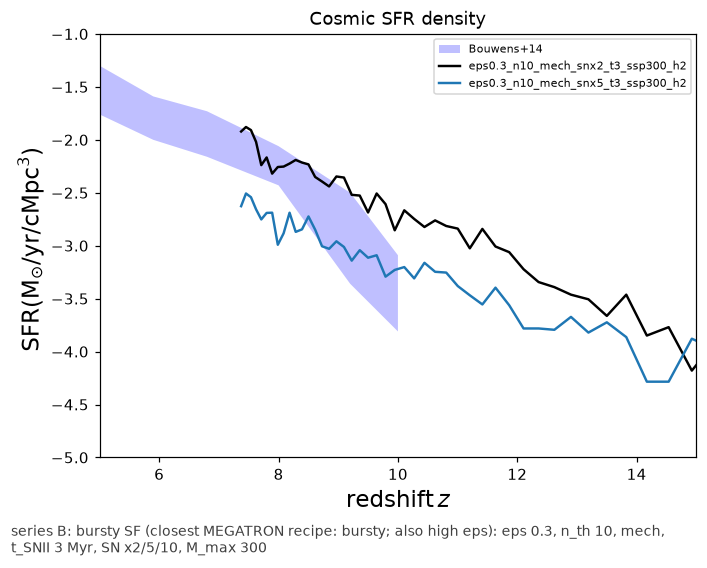 Cosmic SFR density
−1.0
−1.5
−2.0
−2.5
−3.0
−3.5
−4.0
−4.5
−5.0
SFR(M⊙/yr/cMpc³)
Bouwens+14
eps0.3_n10_mech_snx2_t3_ssp300_h2
eps0.3_n10_mech_snx5_t3_ssp300_h2
6 8 10 12 14
redshift z
series B: bursty SF (closest MEGATRON recipe: bursty; also high eps): eps 0.3, n_th 10, mech,
t_SNII 3 Myr, SN x2/5/10, M_max 300